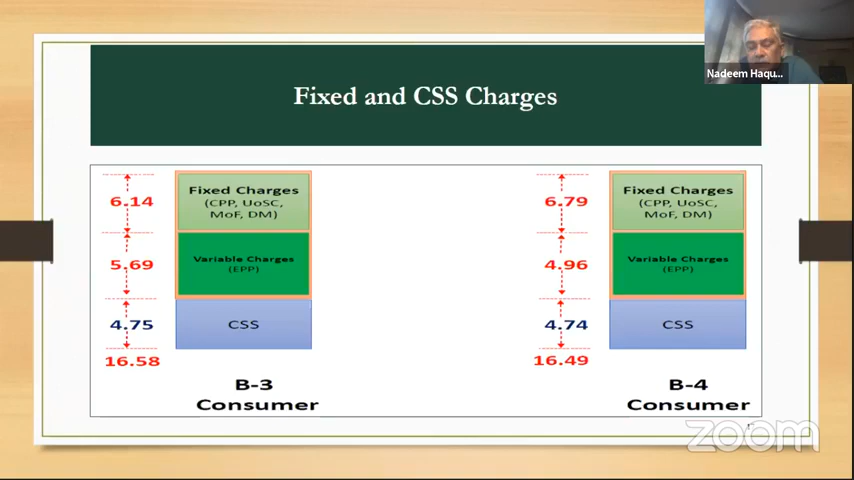 Nadeem Haqu...
Fixed and CSS Charges
6.14
Fixed Charges
(CPP, UoSC,
MoF, DM)
5.69
Variable Charges
(EPP)
4.75
CSS
16.58
B-3
Consumer
6.79
Fixed Charges
(CPP, UoSC,
MoF, DM)
4.96
Variable Charges
(EPP)
4.74
CSS
16.49
B-4
Consumer
zoom